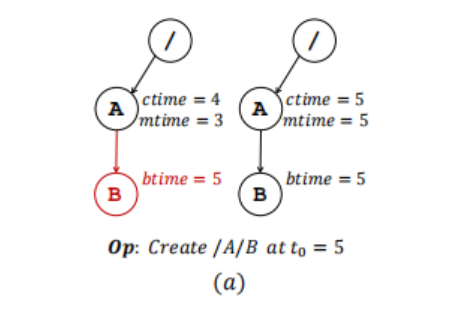 / /
A ctime = 4 A ctime = 5
mtime = 3 mtime = 5
B btime = 5 B btime = 5
Op: Create /A/B at t₀ = 5
(a)